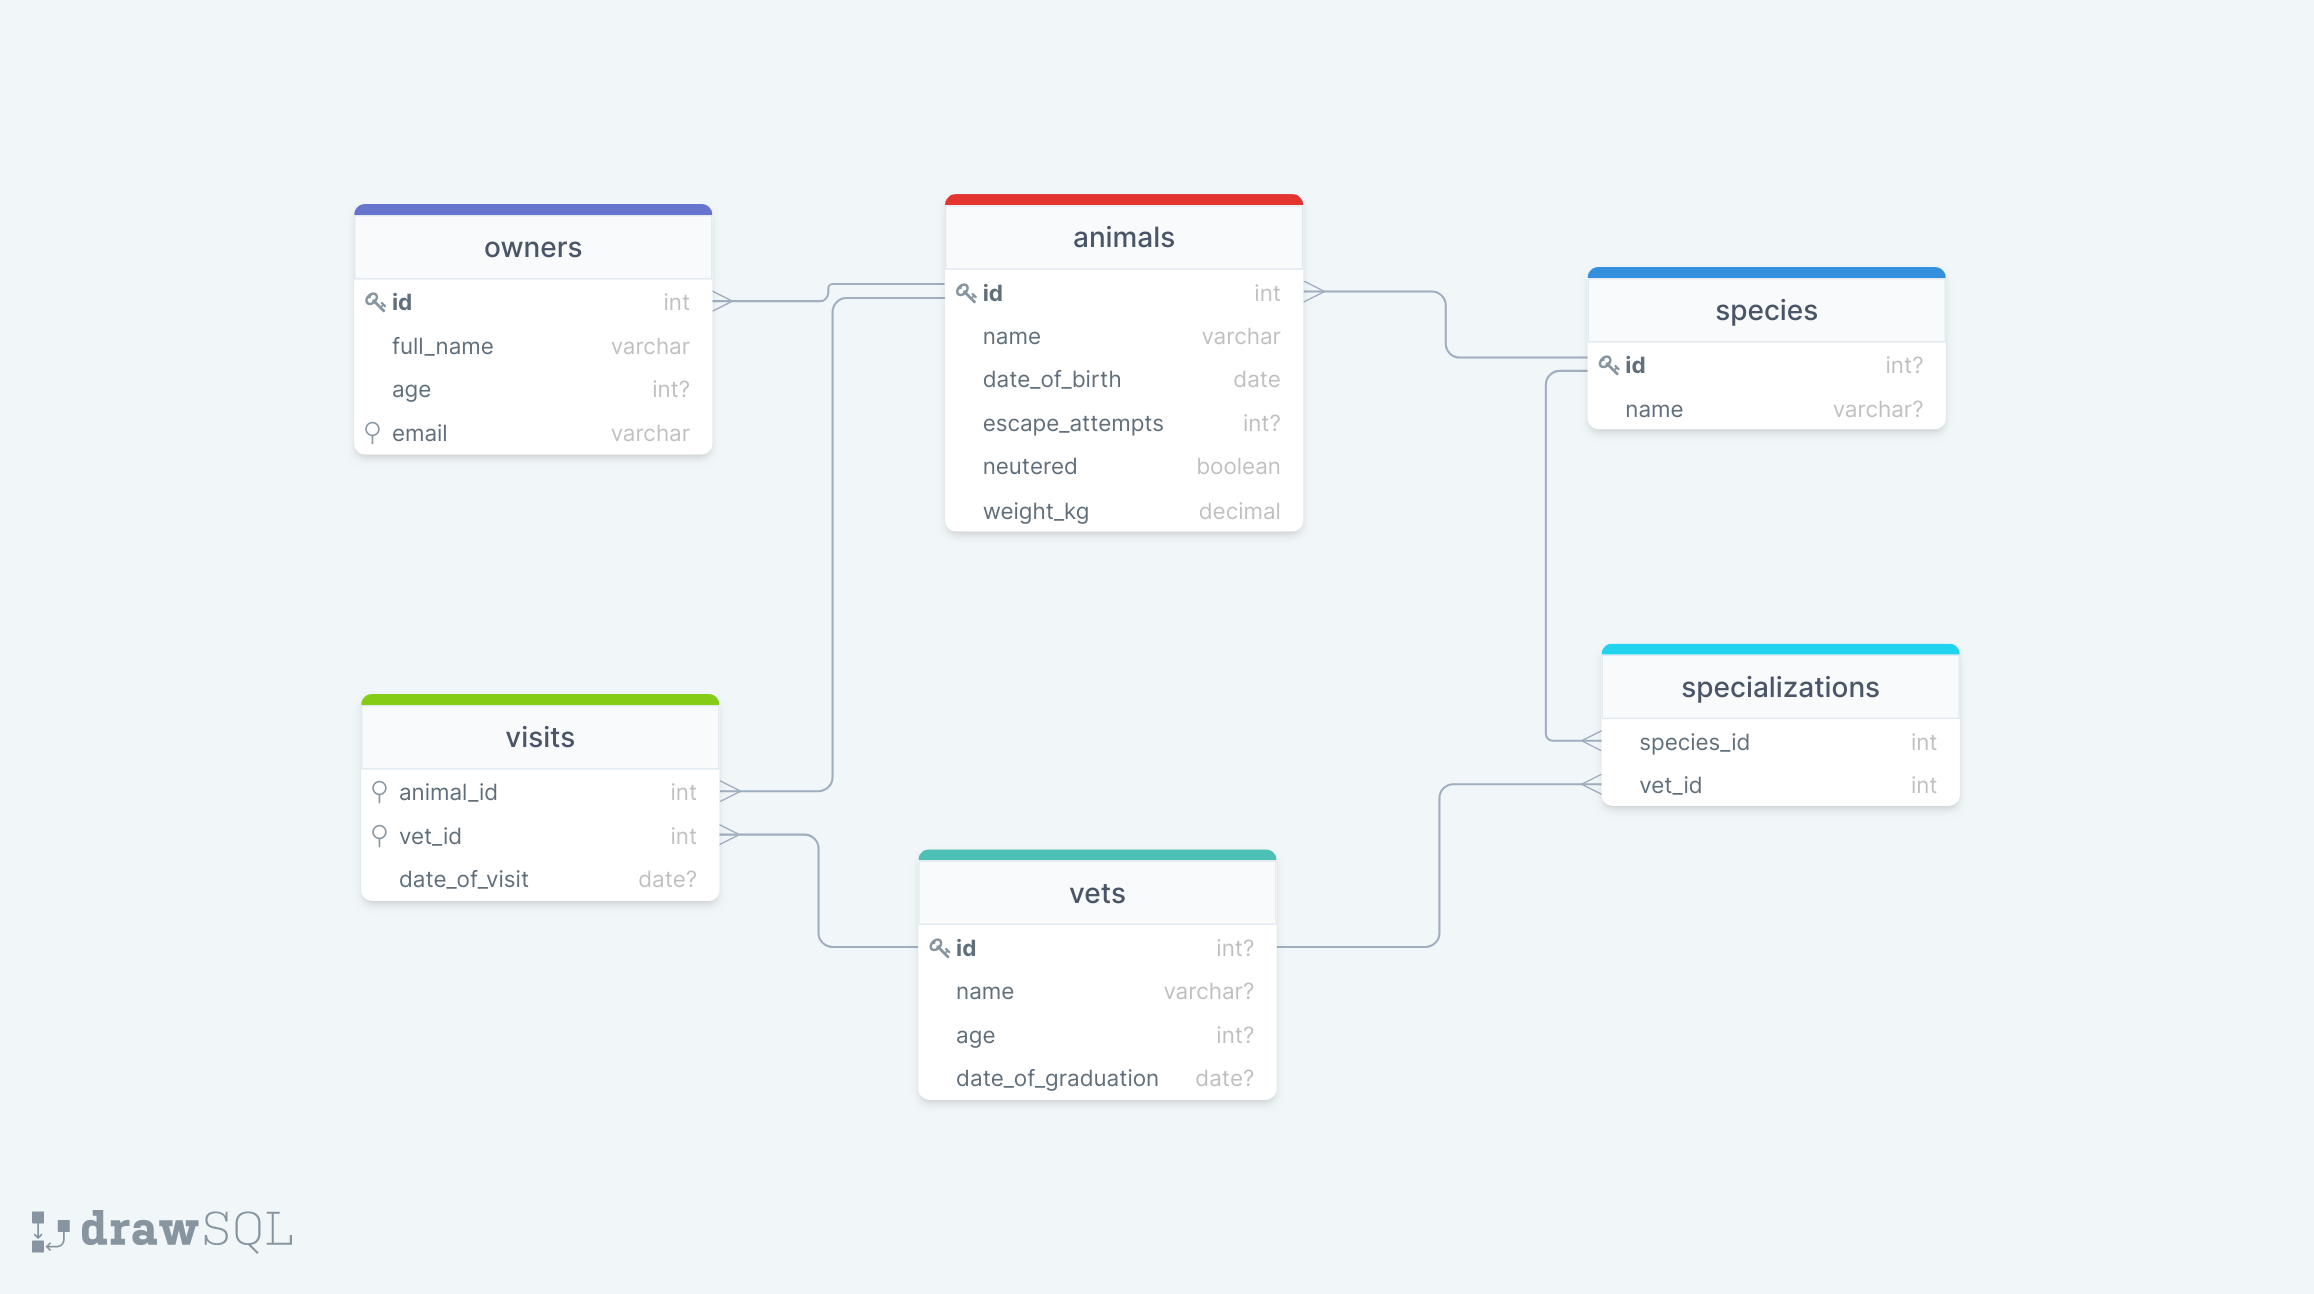 owners
id int
full_name varchar
age int?
email varchar
animals
id int
name varchar
date_of_birth date
escape_attempts int?
neutered boolean
weight_kg decimal
species
id int?
name varchar?
visits
animal_id int
vet_id int
date_of_visit date?
vets
id int?
name varchar?
age int?
date_of_graduation date?
specializations
species_id int
vet_id int
drawSQL